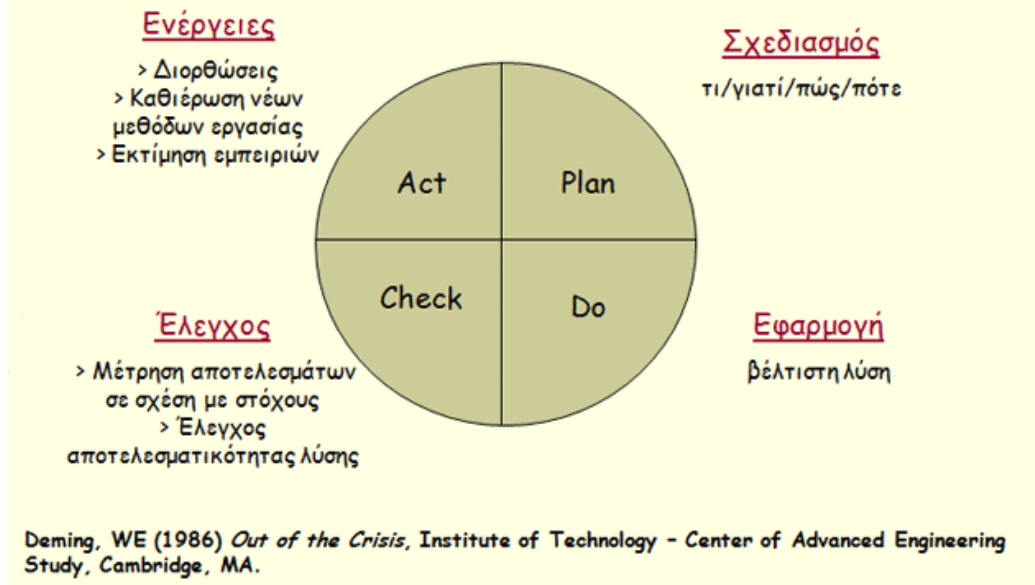 Ενέργειες
> Διορθώσεις
> Καθιέρωση νέων
μεθόδων εργασίας
> Εκτίμηση εμπειριών
Σχεδιασμός
τι/γιατί/πώς/πότε
Act
Plan
Check
Do
Έλεγχος
> Μέτρηση αποτελεσμάτων
σε σχέση με στόχους
> Έλεγχος
αποτελεσματικότητας λύσης
Εφαρμογή
βέλτιστη λύση
Deming, WE (1986) Out of the Crisis, Institute of Technology – Center of Advanced Engineering
Study, Cambridge, MA.